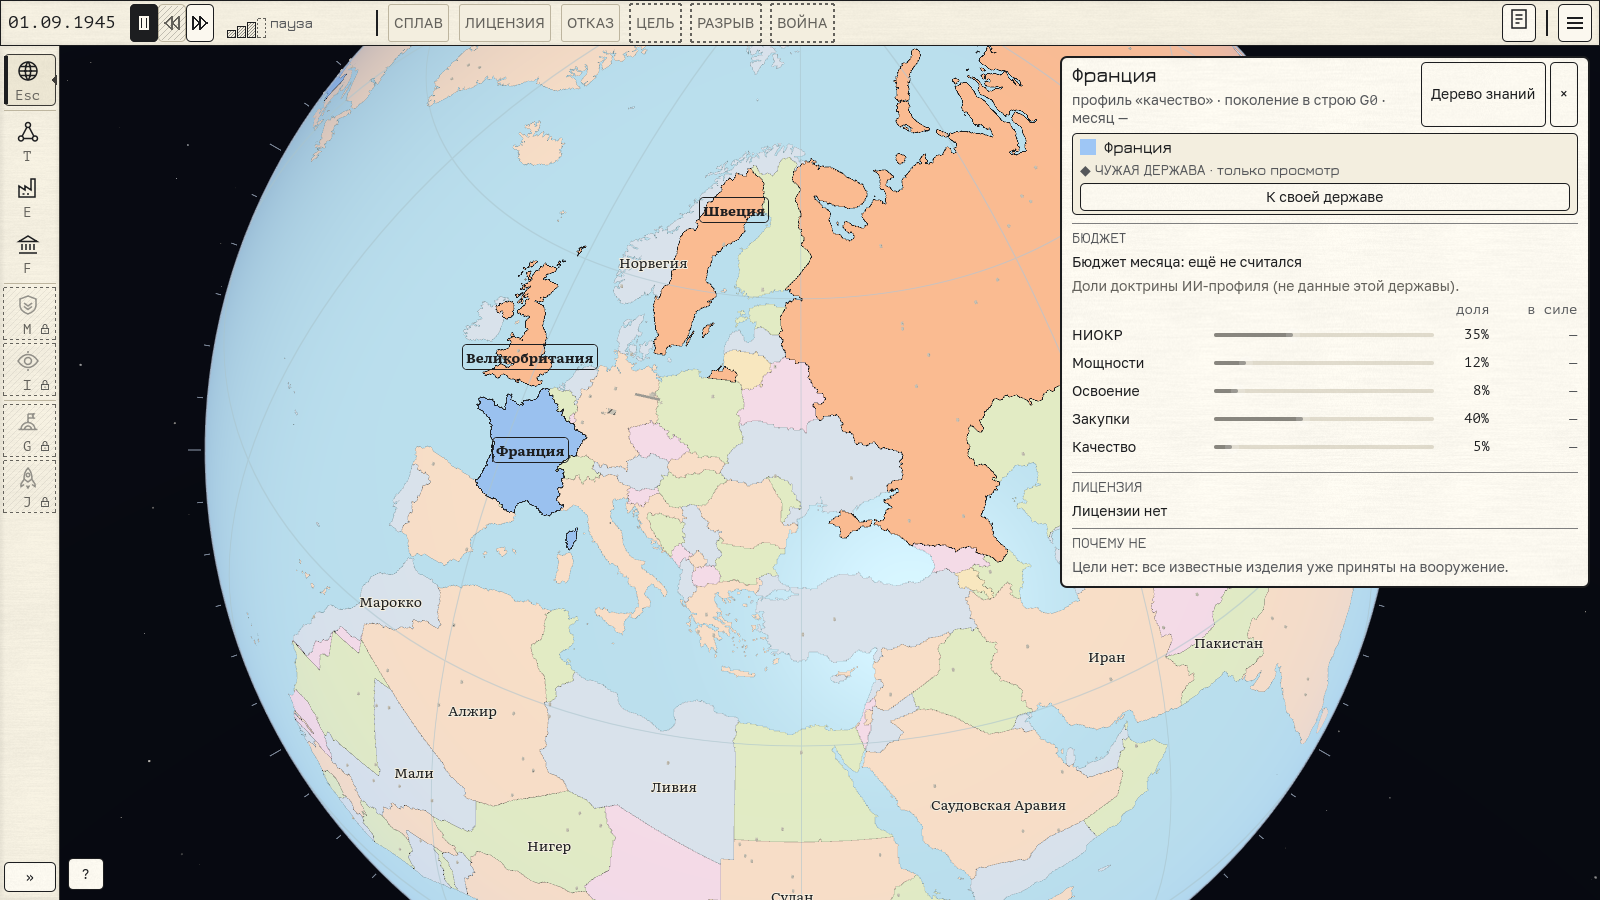 01.09.1945
пауза
СПЛАВ
ЛИЦЕНЗИЯ
ОТКАЗ
ЦЕЛЬ
РАЗРЫВ
ВОЙНА
Esc
T
E
F
M
I
G
J
»
?
Швеция
Норвегия
Великобритания
Франция
Марокко
Алжир
Мали
Ливия
Нигер
Судан
Саудовская Аравия
Иран
Пакистан
Франция
профиль «качество» · поколение в строю G0 ·
месяц —
Дерево знаний
×
Франция
◆ ЧУЖАЯ ДЕРЖАВА · только просмотр
К своей державе
БЮДЖЕТ
Бюджет месяца: ещё не считался
Доли доктрины ИИ-профиля (не данные этой державы).
доля в силе
НИОКР 35% —
Мощности 12% —
Освоение 8% —
Закупки 40% —
Качество 5% —
ЛИЦЕНЗИЯ
Лицензии нет
ПОЧЕМУ НЕ
Цели нет: все известные изделия уже приняты на вооружение.